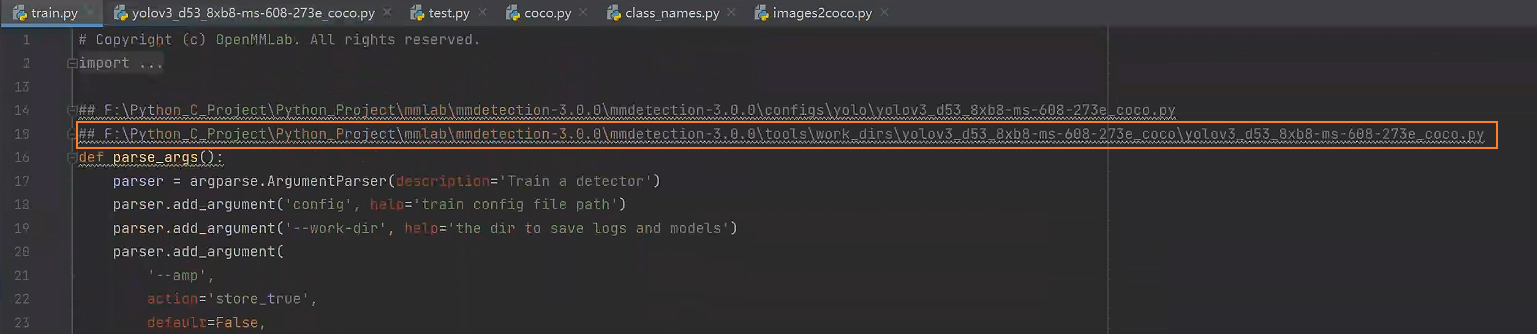 train.py yolov3_d53_8xb8-ms-608-273e_coco.py test.py coco.py class_names.py images2coco.py
1 # Copyright (c) OpenMMLab. All rights reserved.
2 import ...
13
14 ## F:\Python_C_Project\Python_Project\mmlab\mmdetection-3.0.0\mmdetection-3.0.0\configs\yolo\yolov3_d53_8xb8-ms-608-273e_coco.py
15 ## F:\Python_C_Project\Python_Project\mmlab\mmdetection-3.0.0\mmdetection-3.0.0\tools\work_dirs\yolov3_d53_8xb8-ms-608-273e_coco\yolov3_d53_8xb8-ms-608-273e_coco.py
16 def parse_args():
17 parser = argparse.ArgumentParser(description='Train a detector')
18 parser.add_argument('config', help='train config file path')
19 parser.add_argument('--work-dir', help='the dir to save logs and models')
20 parser.add_argument(
21 '--amp',
22 action='store_true',
23 default=False,